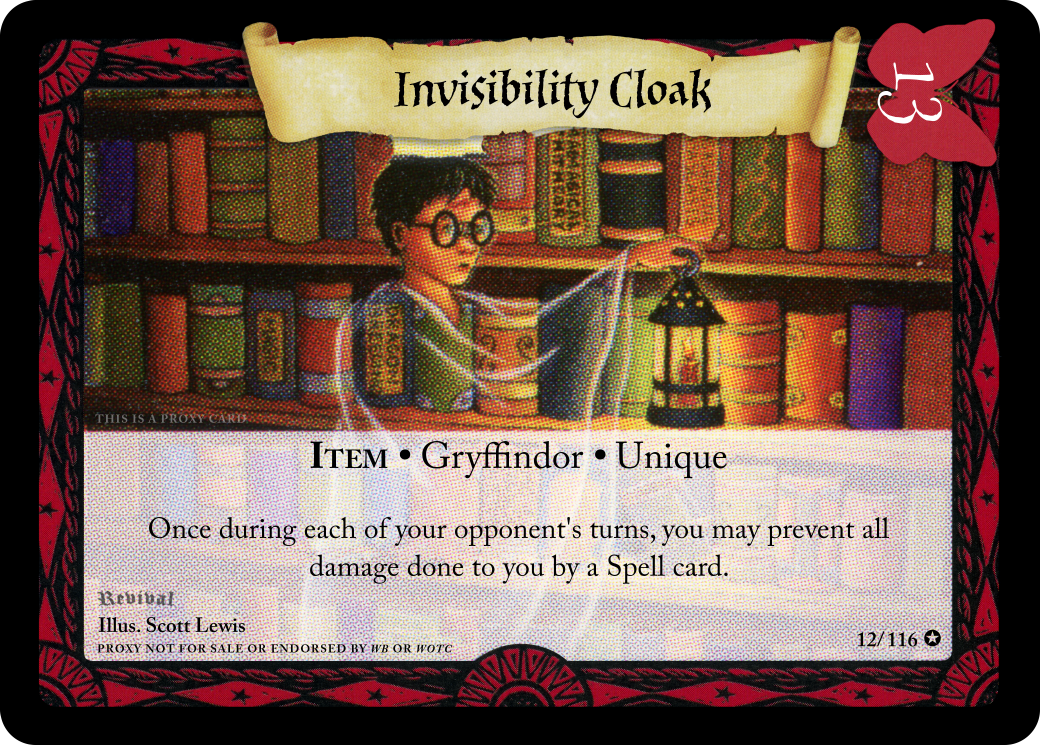 Invisibility Cloak
13
THIS IS A PROXY CARD
ITEM • Gryffindor • Unique
Once during each of your opponent's turns, you may prevent all
damage done to you by a Spell card.
Revival
Illus. Scott Lewis
PROXY NOT FOR SALE OR ENDORSED BY WB OR WOTC
12/116